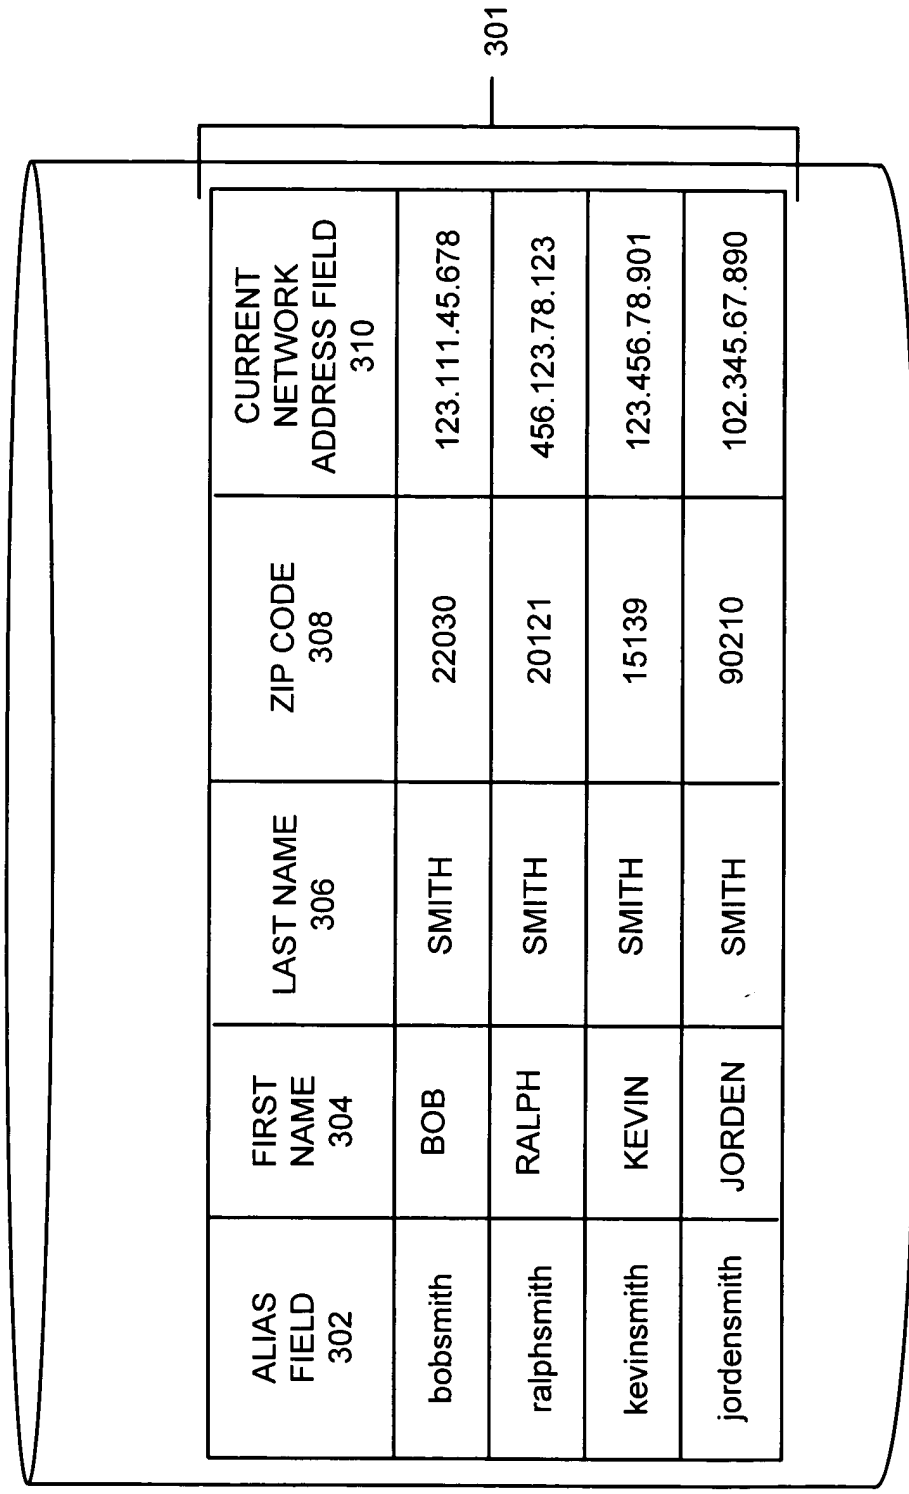 301
ALIAS
FIELD
302
FIRST
NAME
304
LAST NAME
306
ZIP CODE
308
CURRENT
NETWORK
ADDRESS FIELD
310
bobsmith
BOB
SMITH
22030
123.111.45.678
ralphsmith
RALPH
SMITH
20121
456.123.78.123
kevinsmith
KEVIN
SMITH
15139
123.456.78.901
jordensmith
JORDEN
SMITH
90210
102.345.67.890